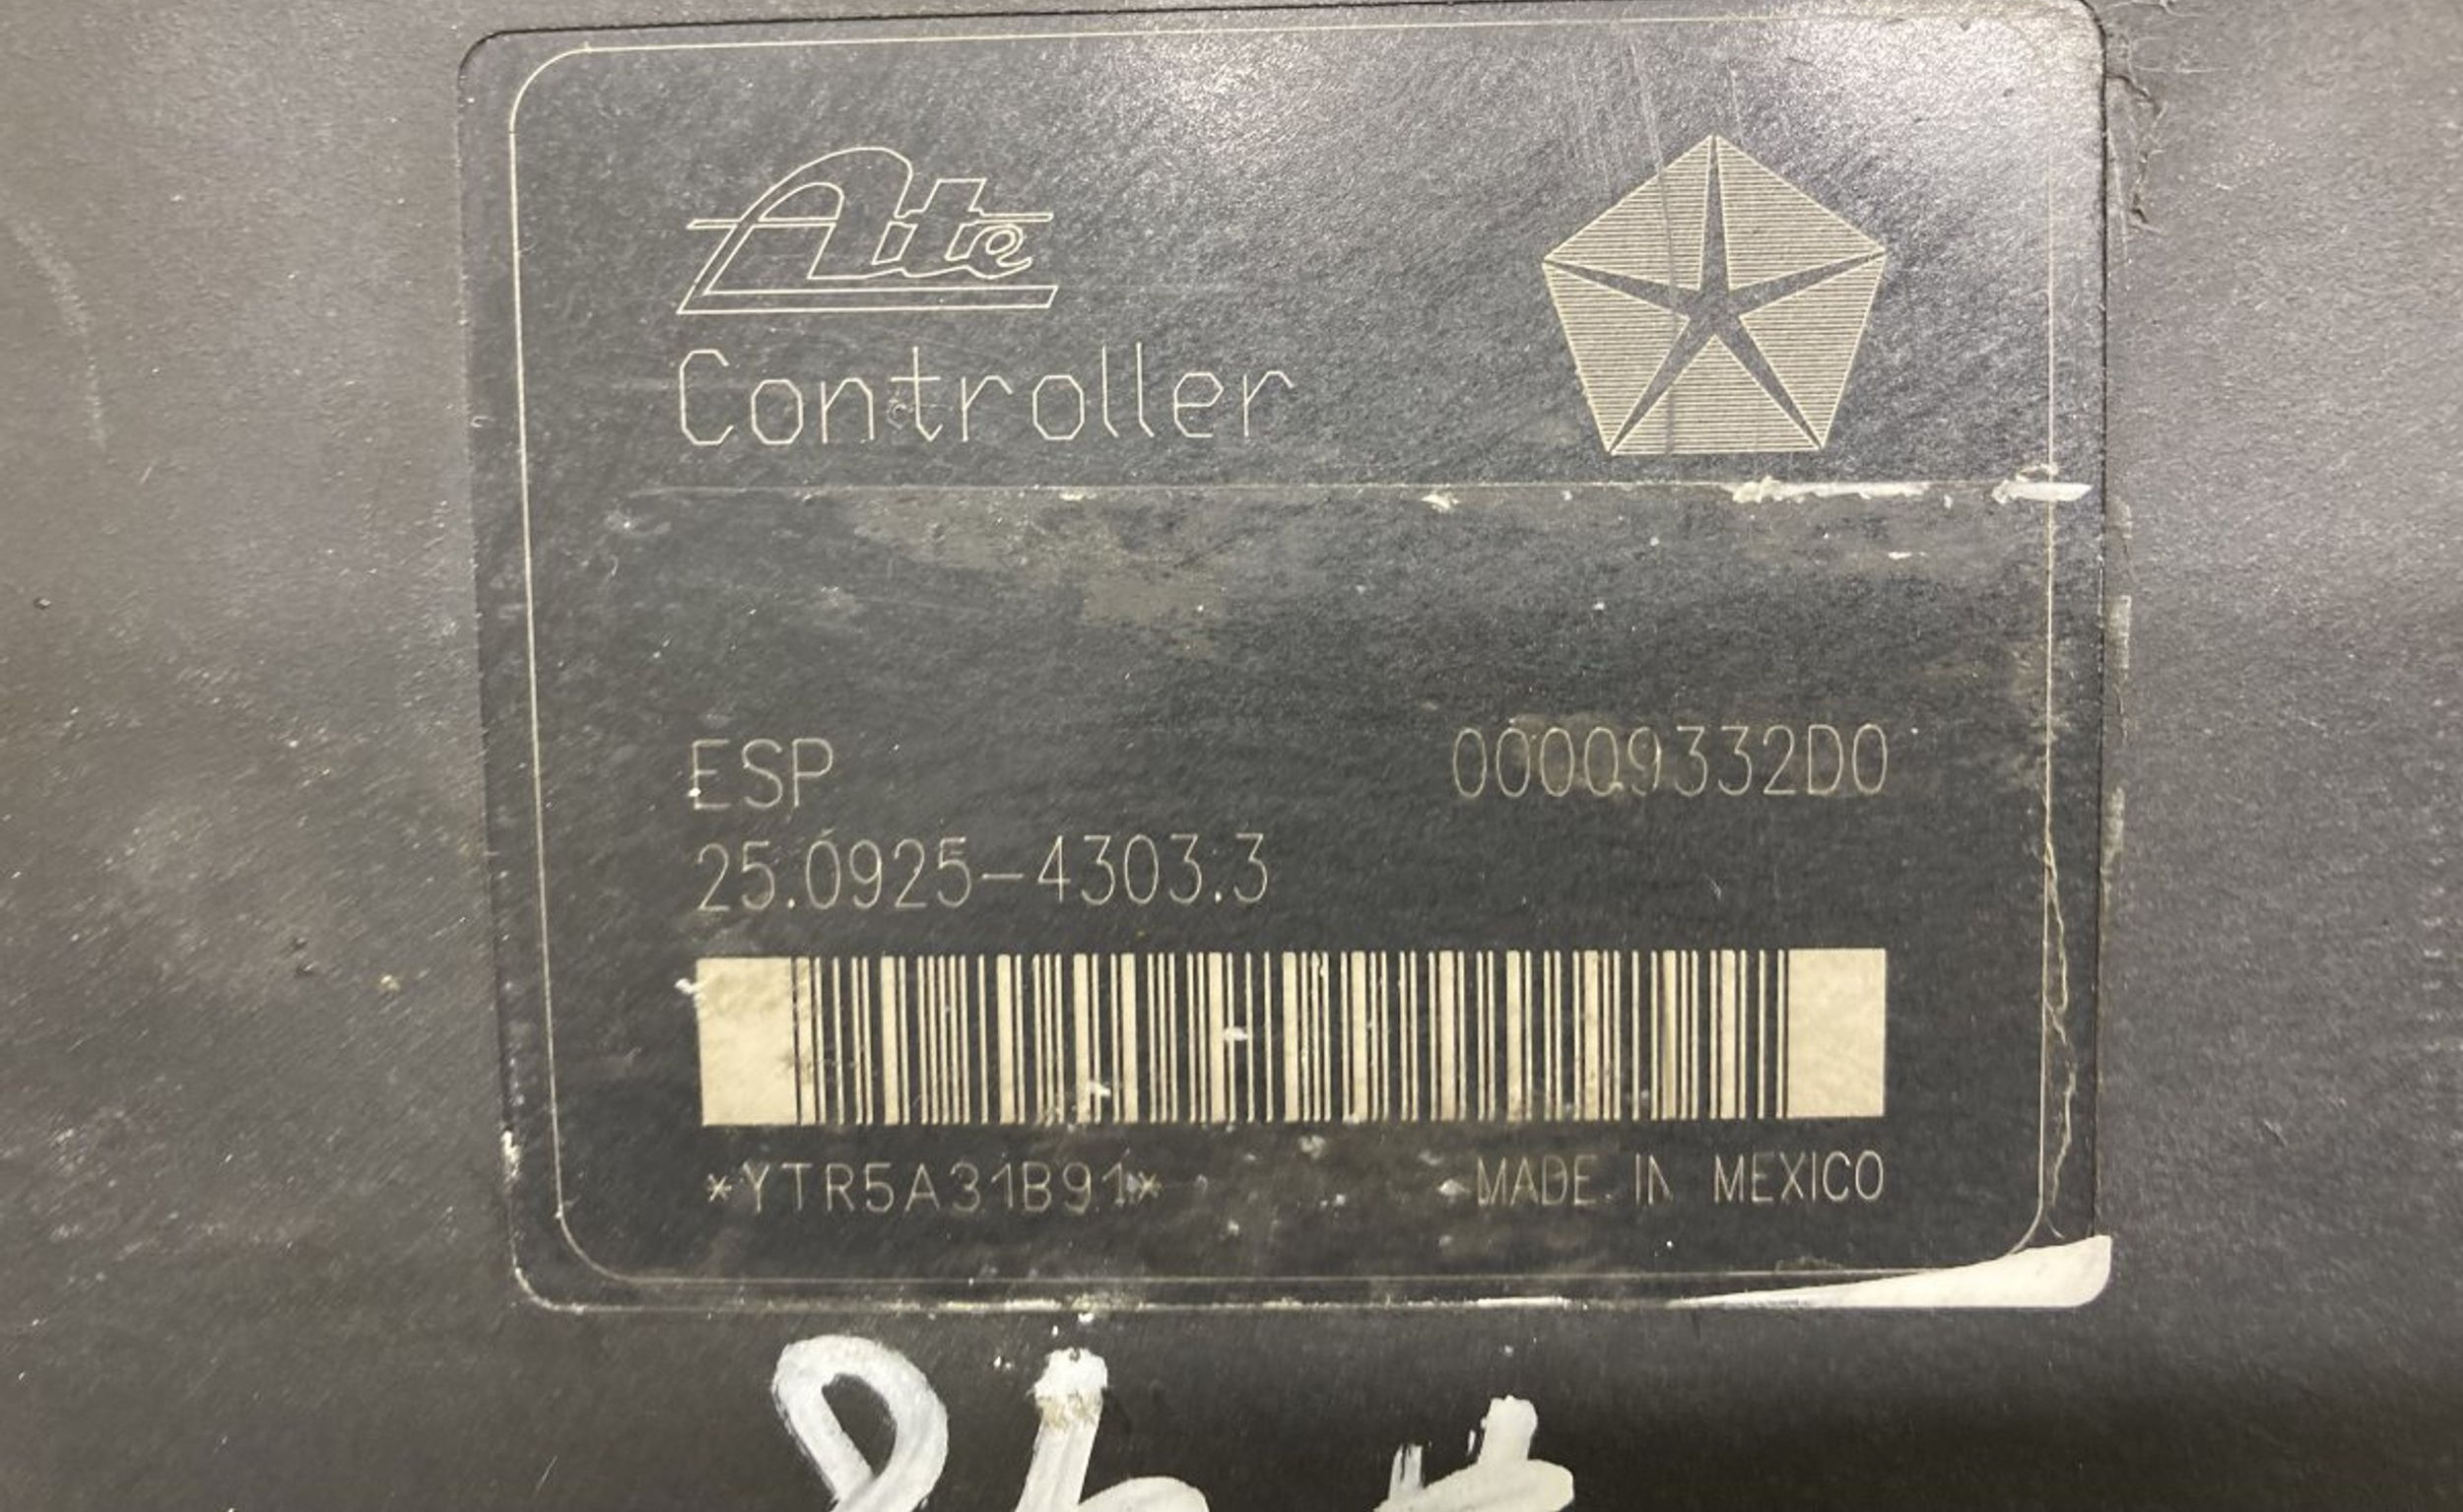 Ate
Controller
ESP 00009332D0
25.0925-4303.3
*YTR5A31B91*
MADE IN MEXICO